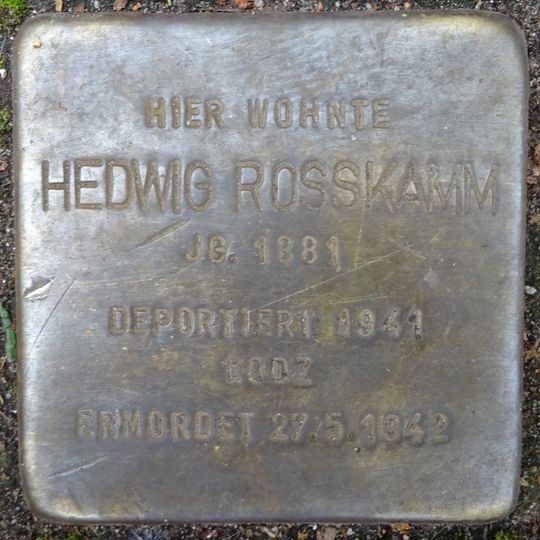 HIER WOHNTE
HEDWIG ROSSKAMM
JG. 1881
DEPORTIERT 1941
LODZ
ERMORDET 27.5.1942